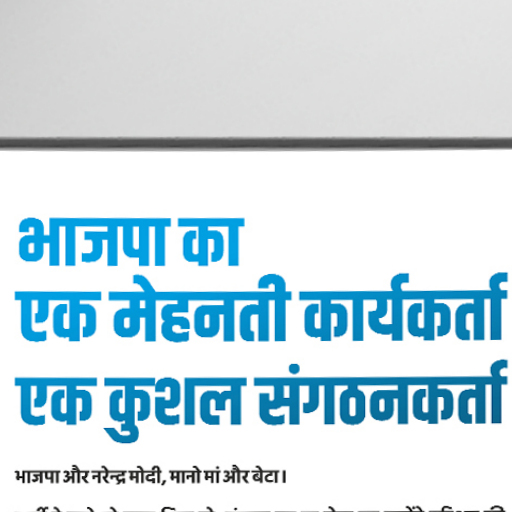 भाजपा का
एक मेहनती कार्यकर्ता
एक कुशल संगठनकर्ता
भाजपा और नरेन्द्र मोदी, मानो मां और बेटा।